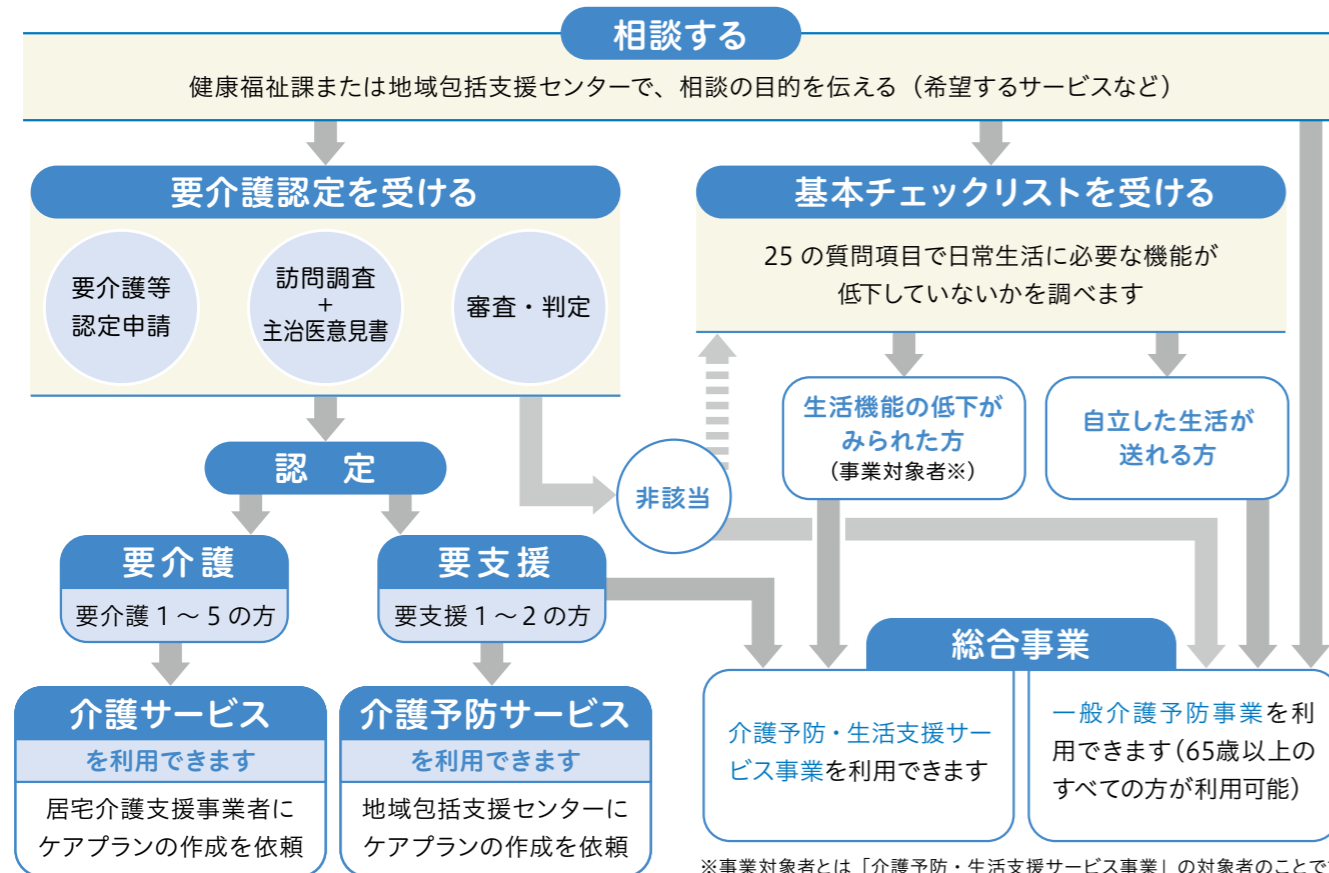 相談する
健康福祉課または地域包括支援センターで、相談の目的を伝える（希望するサービスなど）
要介護認定を受ける
要介護等
認定申請
訪問調査
+
主治医意見書
審査・判定
基本チェックリストを受ける
25の質問項目で日常生活に必要な機能が
低下していないかを調べます
生活機能の低下が
みられた方
（事業対象者※）
自立した生活が
送れる方
認　定
非該当
要介護
要介護１～５の方
要支援
要支援１～２の方
介護サービス
を利用できます
居宅介護支援事業者に
ケアプランの作成を依頼
介護予防サービス
を利用できます
地域包括支援センターに
ケアプランの作成を依頼
総合事業
介護予防・生活支援サー
ビス事業を利用できます
一般介護予防事業を利
用できます（65歳以上の
すべての方が利用可能）
※事業対象者とは「介護予防・生活支援サービス事業」の対象者のことで